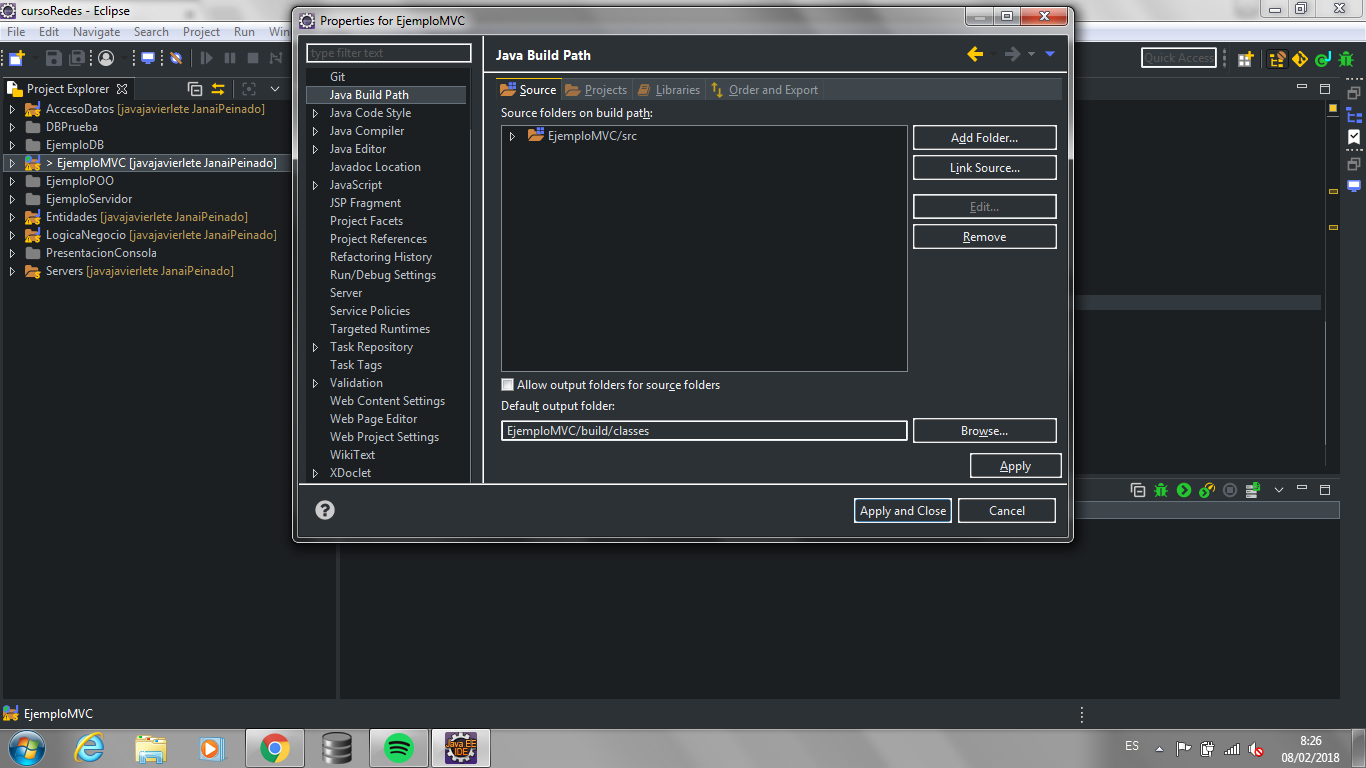 cursoRedes - Eclipse
File Edit Navigate Search Project Run Win
Quick Access
Project Explorer
AccesoDatos [javajavierlete JanaiPeinado]
DBPrueba
EjemploDB
> EjemploMVC [javajavierlete JanaiPeinado]
EjemploPOO
EjemploServidor
Entidades [javajavierlete JanaiPeinado]
LogicaNegocio [javajavierlete JanaiPeinado]
PresentacionConsola
Servers [javajavierlete JanaiPeinado]
Properties for EjemploMVC
type filter text
Git
Java Build Path
Java Code Style
Java Compiler
Java Editor
Javadoc Location
JavaScript
JSP Fragment
Project Facets
Project References
Refactoring History
Run/Debug Settings
Server
Service Policies
Targeted Runtimes
Task Repository
Task Tags
Validation
Web Content Settings
Web Page Editor
Web Project Settings
WikiText
XDoclet
Java Build Path
Source Projects Libraries Order and Export
Source folders on build path:
EjemploMVC/src
Add Folder...
Link Source...
Edit...
Remove
Allow output folders for source folders
Default output folder:
EjemploMVC/build/classes
Browse...
Apply
Apply and Close Cancel
EjemploMVC
Java EE
IDE
ES
8:26
08/02/2018